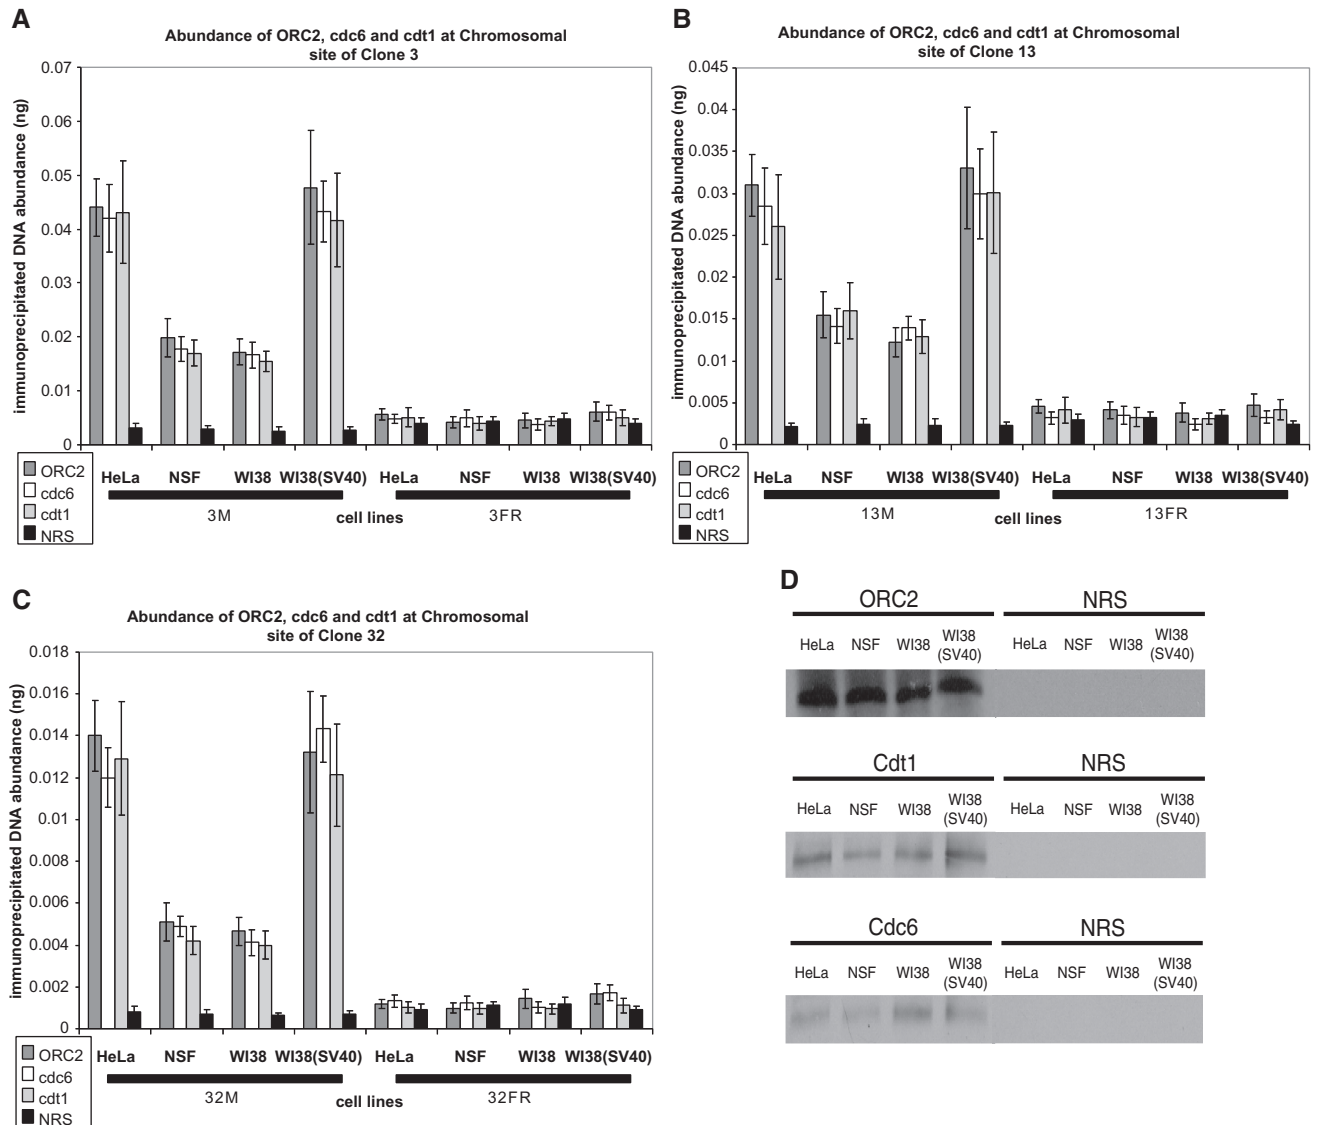 A
Abundance of ORC2, cdc6 and cdt1 at Chromosomal
site of Clone 3
immunoprecipitated DNA abundance (ng)
0.07
0.06
0.05
0.04
0.03
0.02
0.01
0
ORC2
cdc6
cdt1
NRS
HeLa NSF WI38 WI38(SV40) HeLa NSF WI38 WI38(SV40)
3M cell lines 3FR
B
Abundance of ORC2, cdc6 and cdt1 at Chromosomal
site of Clone 13
immunoprecipitated DNA abundance (ng)
0.045
0.04
0.035
0.03
0.025
0.02
0.015
0.01
0.005
0
ORC2
cdc6
cdt1
NRS
HeLa NSF WI38 WI38(SV40) HeLa NSF WI38 WI38(SV40)
13M cell lines 13FR
C
Abundance of ORC2, cdc6 and cdt1 at Chromosomal
site of Clone 32
immunoprecipitated DNA abundance (ng)
0.018
0.016
0.014
0.012
0.01
0.008
0.006
0.004
0.002
0
ORC2
cdc6
cdt1
NRS
HeLa NSF WI38 WI38(SV40) HeLa NSF WI38 WI38(SV40)
32M cell lines 32FR
D
ORC2 NRS
HeLa NSF WI38 WI38 (SV40) HeLa NSF WI38 WI38 (SV40)
Cdt1 NRS
HeLa NSF WI38 WI38 (SV40) HeLa NSF WI38 WI38 (SV40)
Cdc6 NRS
HeLa NSF WI38 WI38 (SV40) HeLa NSF WI38 WI38 (SV40)